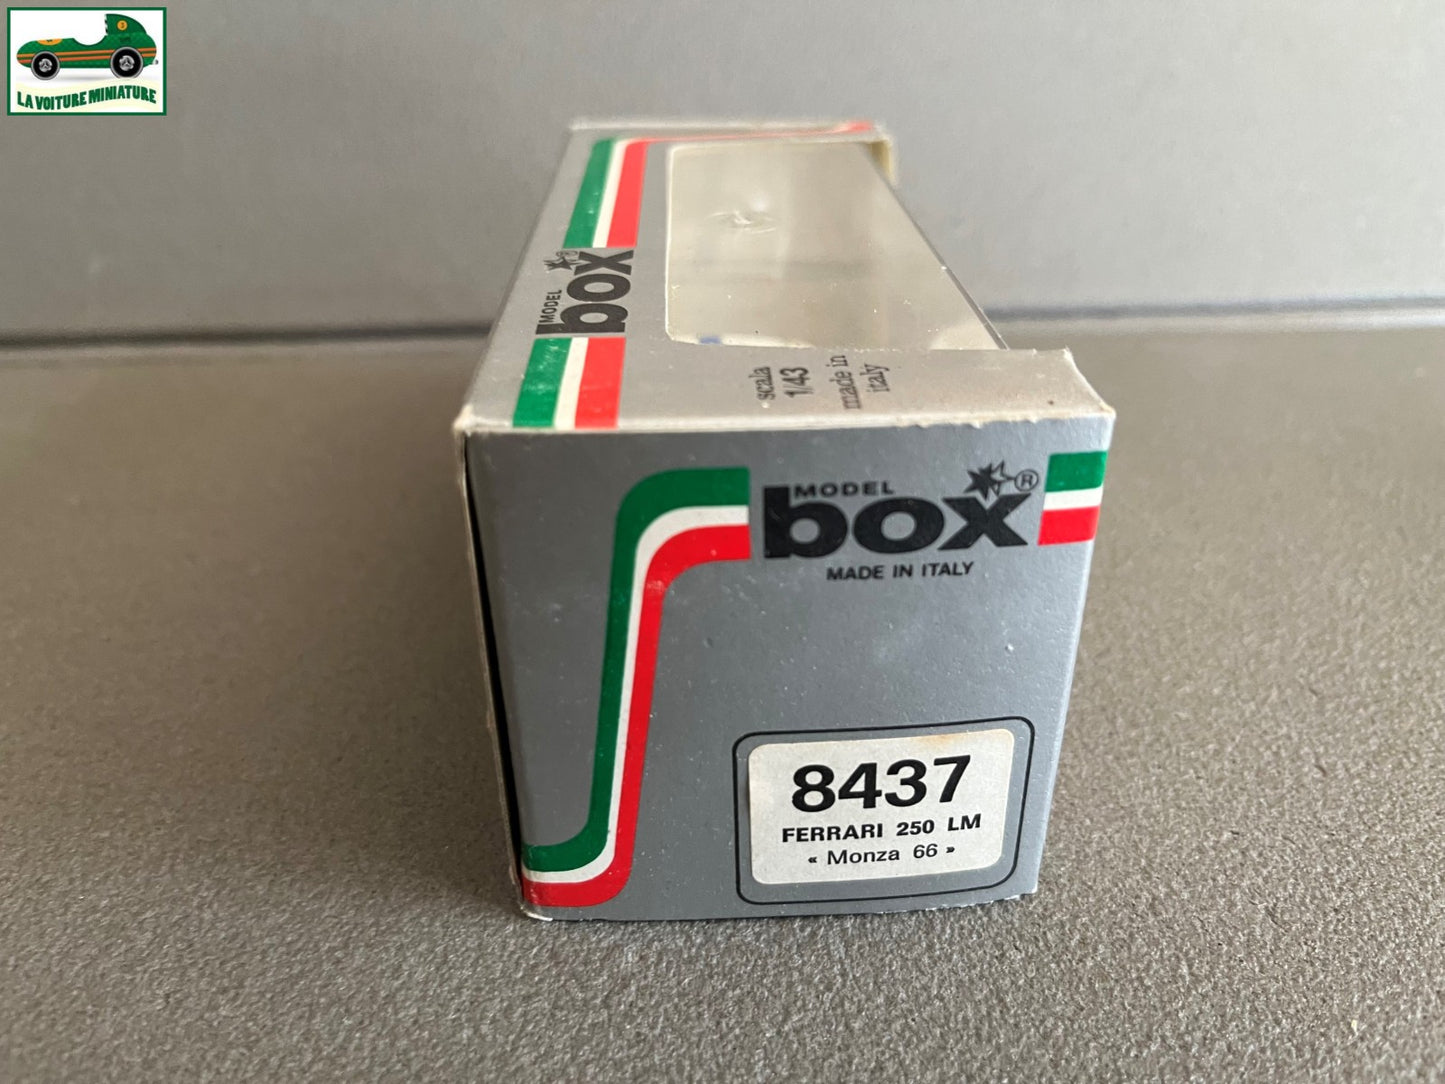 LA VOITURE MINIATURE
MODEL
box®
scala
1/43
made in
italy
MODEL
box®
MADE IN ITALY
8437
FERRARI 250 LM
« Monza 66 »